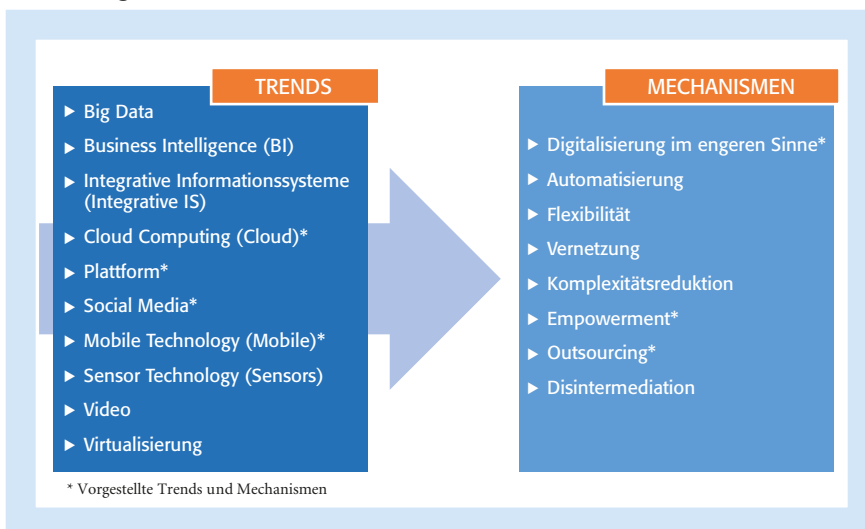 TRENDS
Big Data
Business Intelligence (BI)
Integrative Informationssysteme
(Integrative IS)
Cloud Computing (Cloud)*
Plattform*
Social Media*
Mobile Technology (Mobile)*
Sensor Technology (Sensors)
Video
Virtualisierung
MECHANISMEN
Digitalisierung im engeren Sinne*
Automatisierung
Flexibilität
Vernetzung
Komplexitätsreduktion
Empowerment*
Outsourcing*
Disintermediation
* Vorgestellte Trends und Mechanismen